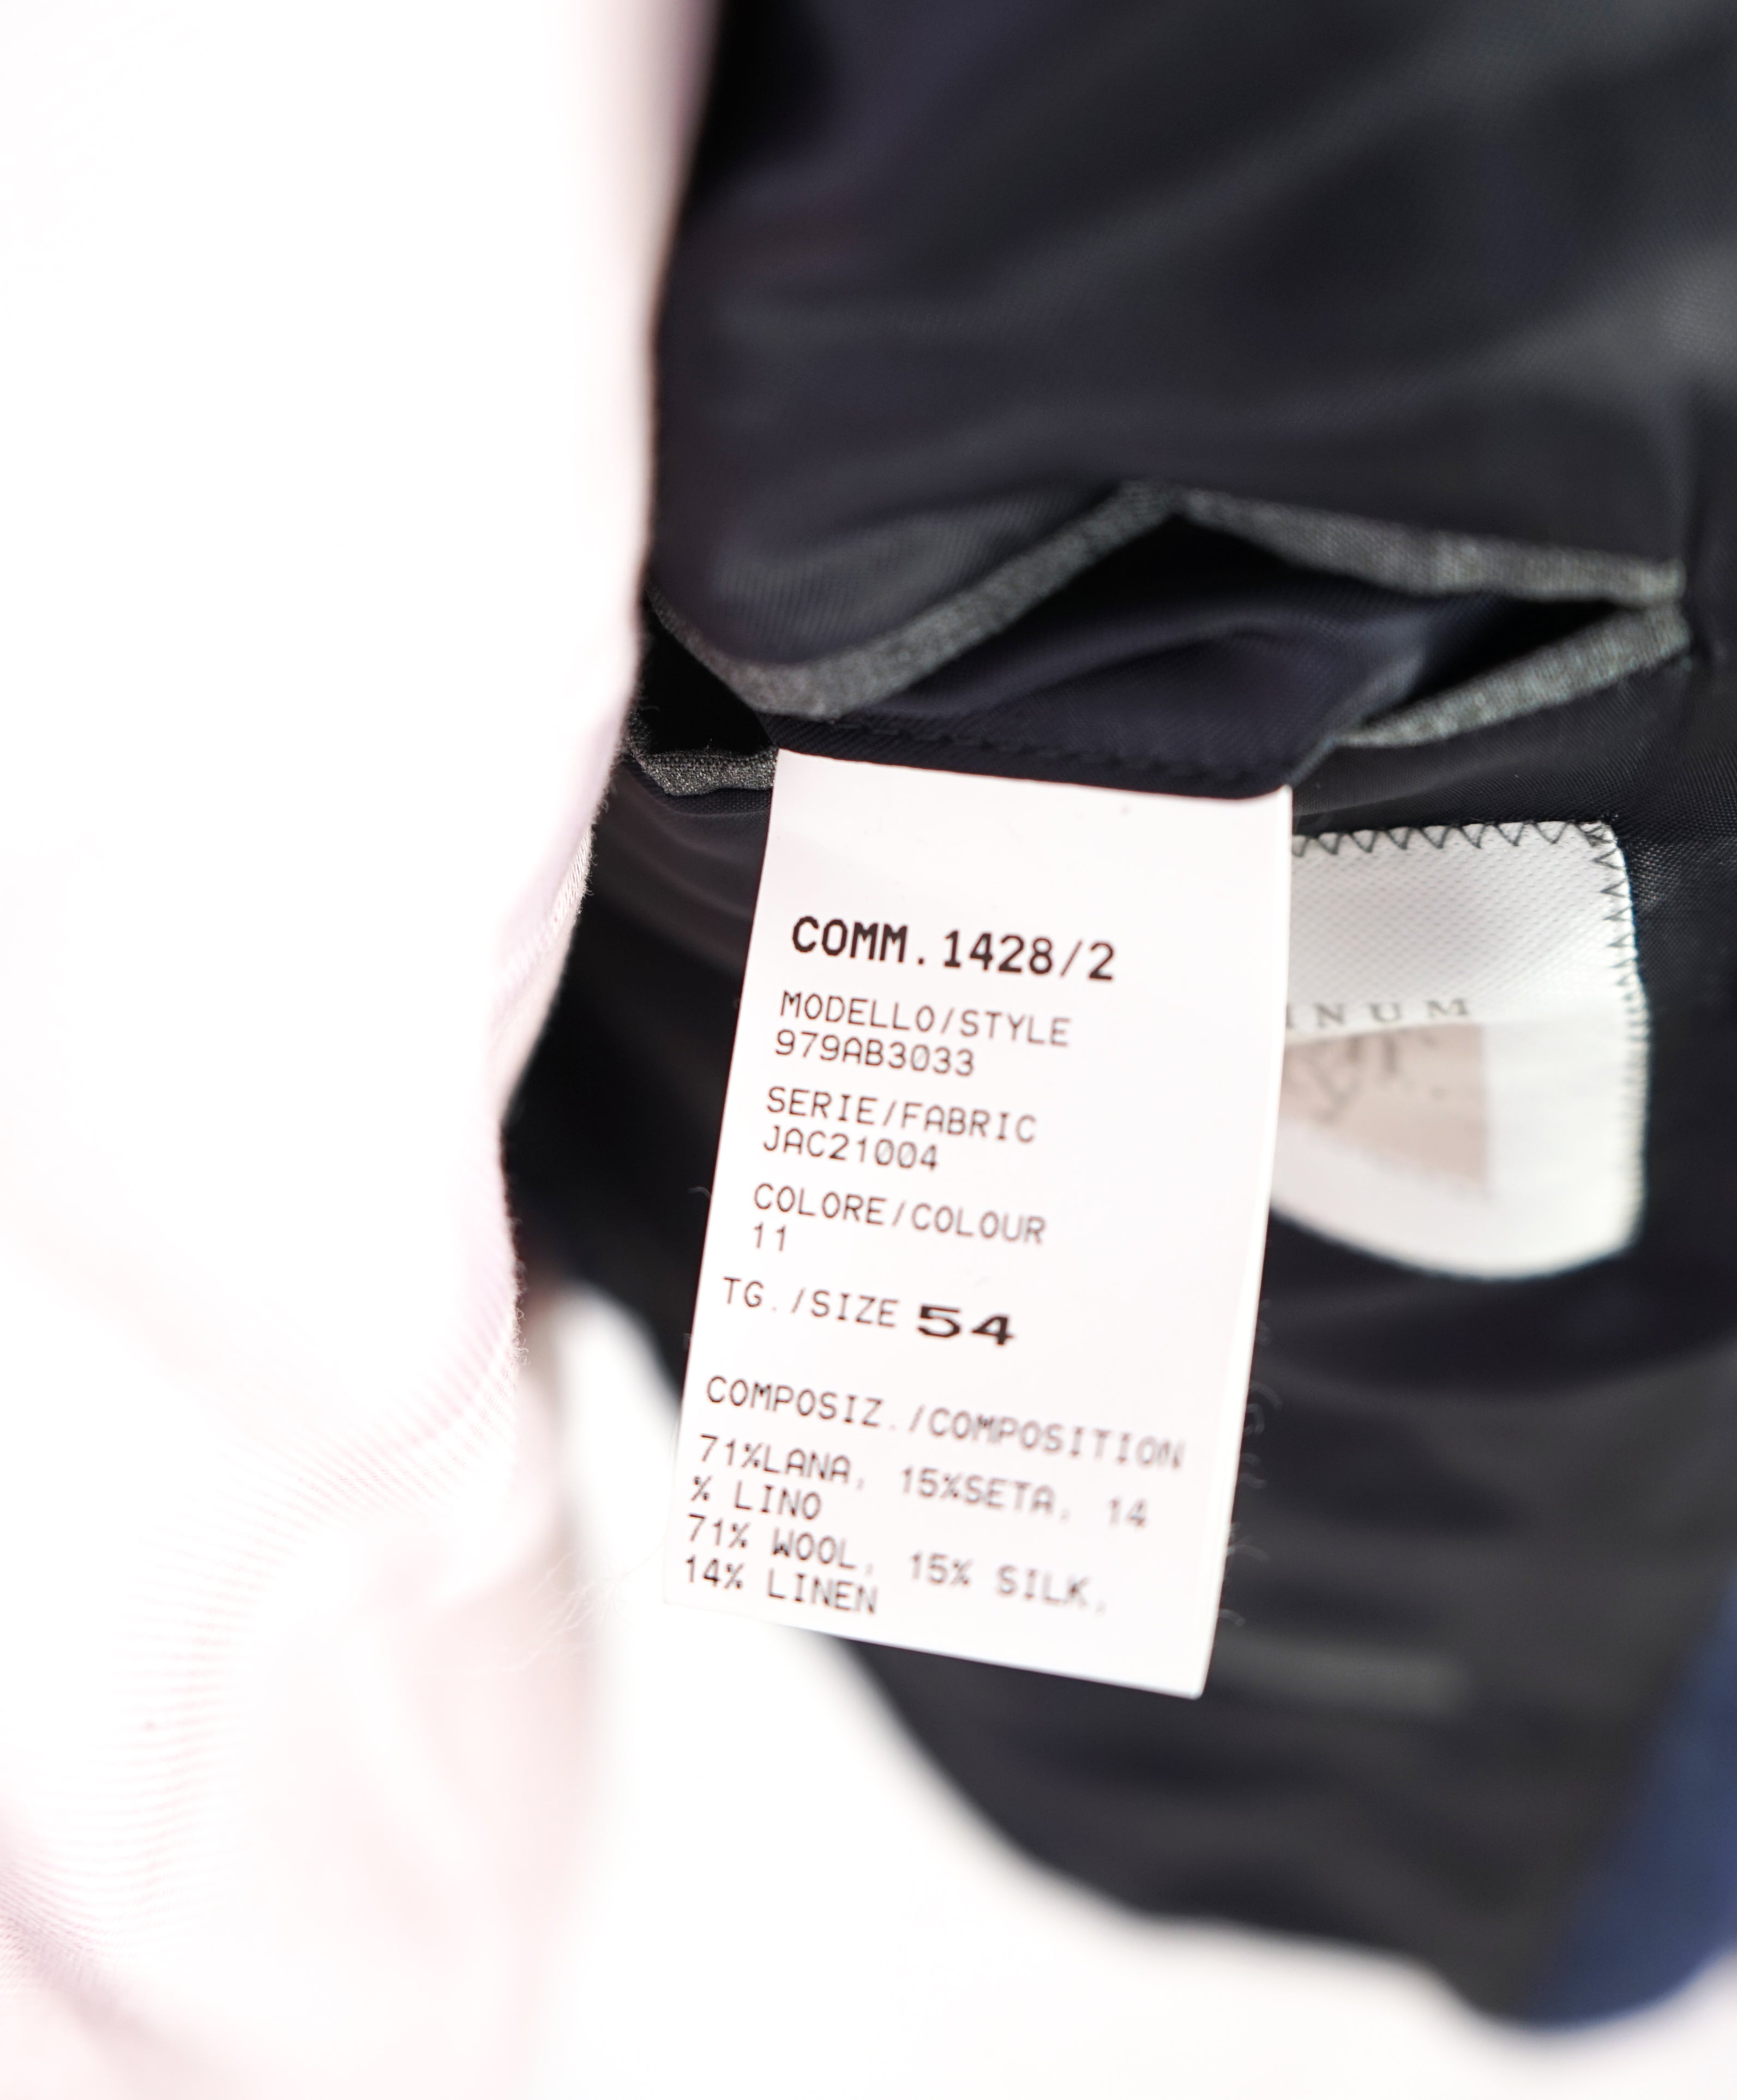 COMM.1428/2
MODELLO/STYLE
979AB3033
SERIE/FABRIC
JAC21004
COLORE/COLOUR
11
TG./SIZE 54
COMPOSIZ./COMPOSITION
71%LANA, 15%SETA, 14
% LINO
71% WOOL, 15% SILK,
14% LINEN
INUM